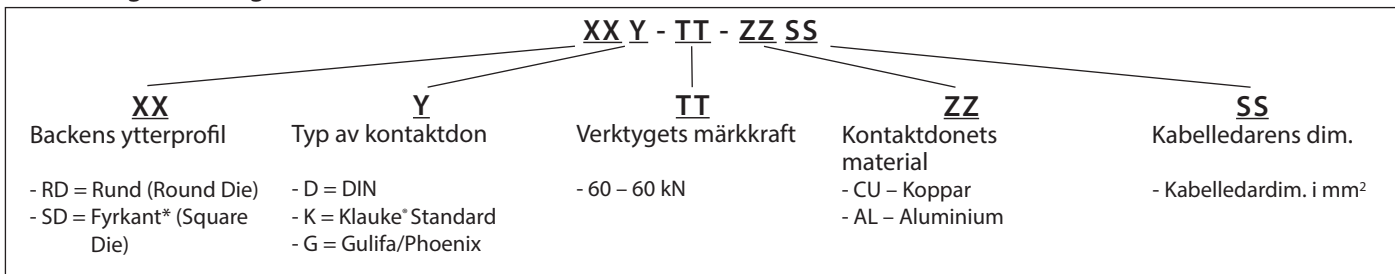 XX Y - TT - ZZ SS
XX
Backens ytterprofil
- RD = Rund (Round Die)
- SD = Fyrkant* (Square
Die)
Y
Typ av kontaktdon
- D = DIN
- K = Klauke® Standard
- G = Gulifa/Phoenix
TT
Verktygets märkkraft
- 60 – 60 kN
ZZ
Kontaktdonets
material
- CU – Koppar
- AL – Aluminium
SS
Kabelledarens dim.
- Kabelledardim. i mm²